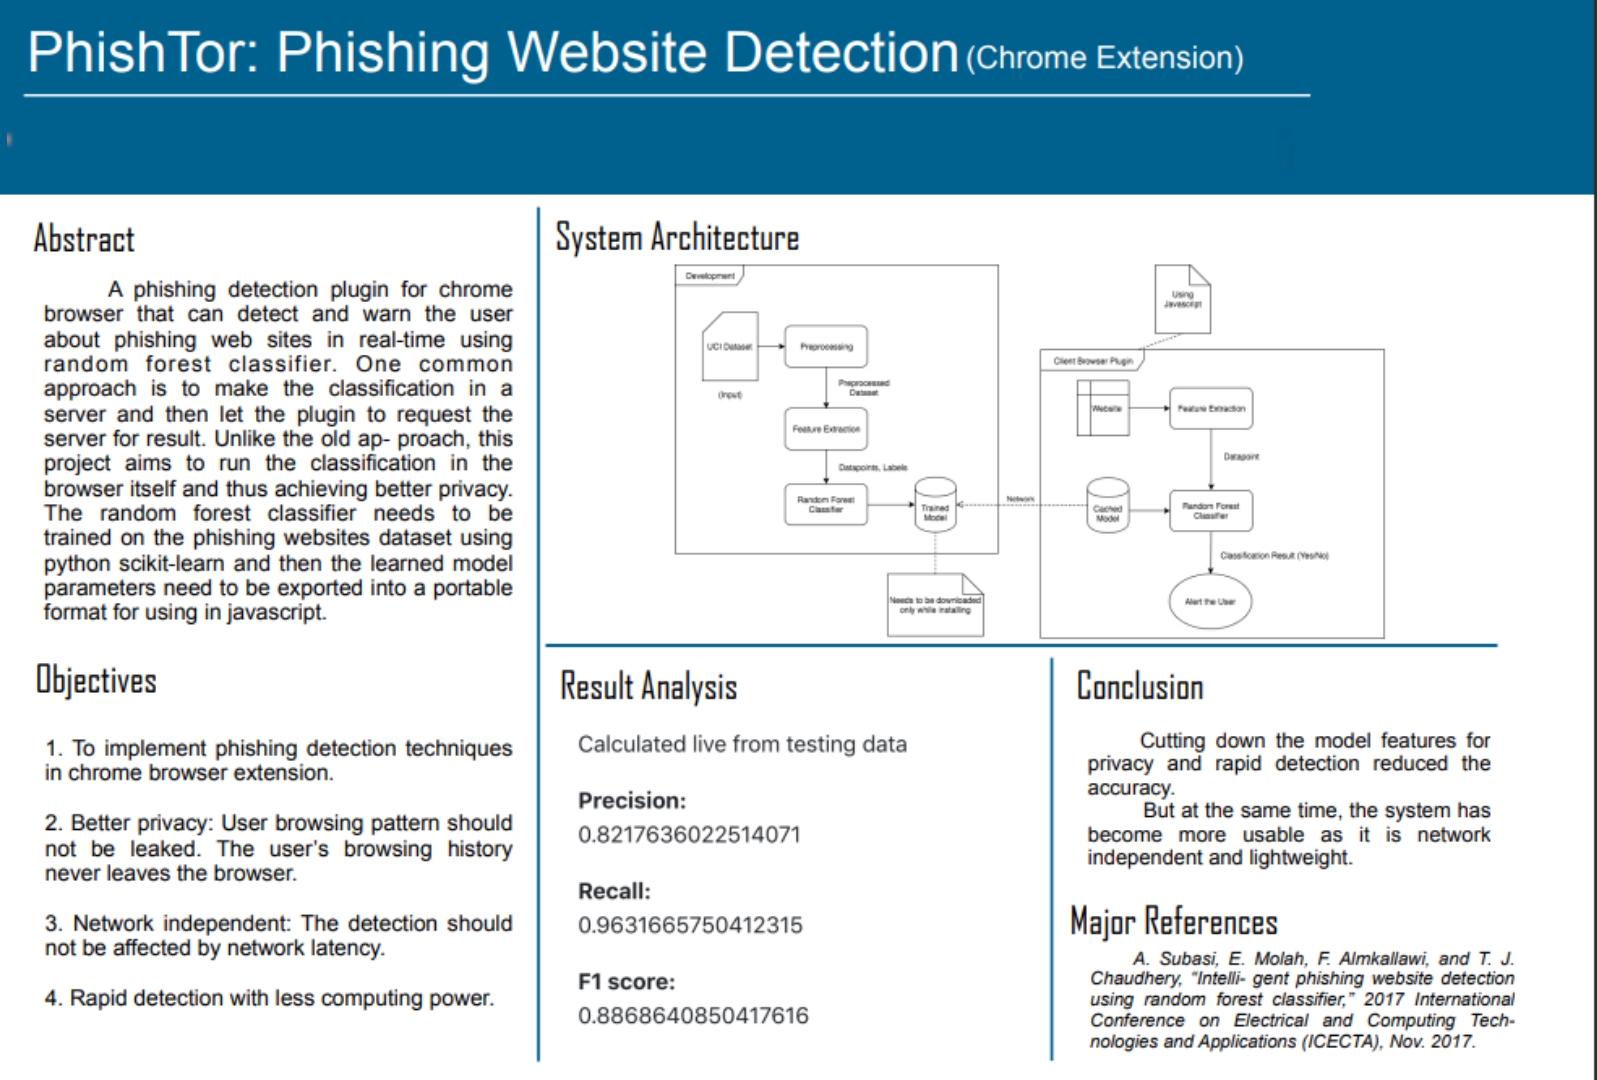 PhishTor: Phishing Website Detection (Chrome Extension)
Abstract
A phishing detection plugin for chrome
browser that can detect and warn the user
about phishing web sites in real-time using
random forest classifier. One common
approach is to make the classification in a
server and then let the plugin to request the
server for result. Unlike the old ap- proach, this
project aims to run the classification in the
browser itself and thus achieving better privacy.
The random forest classifier needs to be
trained on the phishing websites dataset using
python scikit-learn and then the learned model
parameters need to be exported into a portable
format for using in javascript.
Objectives
1. To implement phishing detection techniques
in chrome browser extension.
2. Better privacy: User browsing pattern should
not be leaked. The user's browsing history
never leaves the browser.
3. Network independent: The detection should
not be affected by network latency.
4. Rapid detection with less computing power.
System Architecture
Development
UCI Dataset
(Input)
Preprocessing
Preprocessed
Dataset
Feature Extraction
Datapoints, Labels
Random Forest
Classifier
Trained
Model
Needs to be downloaded
only while installing
Network
Using
Javascript
Client Browser Plugin
Website
Feature Extraction
Datapoint
Cached
Model
Random Forest
Classifier
Classification Result (Yes/No)
Alert the User
Result Analysis
Calculated live from testing data
Precision:
0.8217636022514071
Recall:
0.9631665750412315
F1 score:
0.8868640850417616
Conclusion
Cutting down the model features for
privacy and rapid detection reduced the
accuracy.
But at the same time, the system has
become more usable as it is network
independent and lightweight.
Major References
A. Subasi, E. Molah, F. Almkallawi, and T. J.
Chaudhery, "Intelli- gent phishing website detection
using random forest classifier," 2017 International
Conference on Electrical and Computing Tech-
nologies and Applications (ICECTA), Nov. 2017.